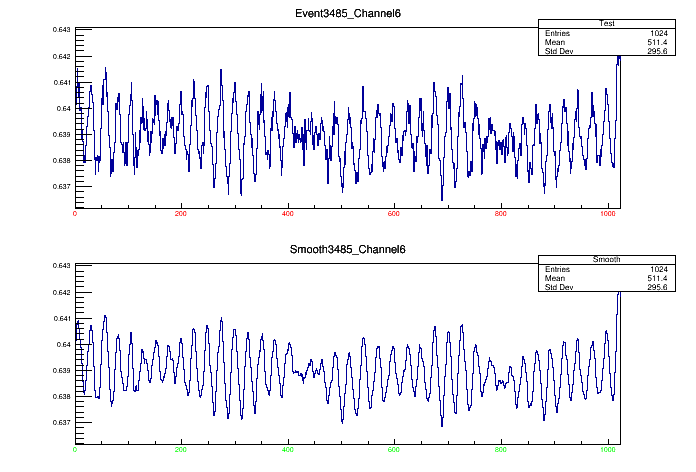 Event3485_Channel6
Test
Entries 1024
Mean 511.4
Std Dev 295.6
0.643
0.642
0.641
0.64
0.639
0.638
0.637
0 200 400 600 800 1000
Smooth3485_Channel6
Smooth
Entries 1024
Mean 511.4
Std Dev 295.6
0.643
0.642
0.641
0.64
0.639
0.638
0.637
0 200 400 600 800 1000